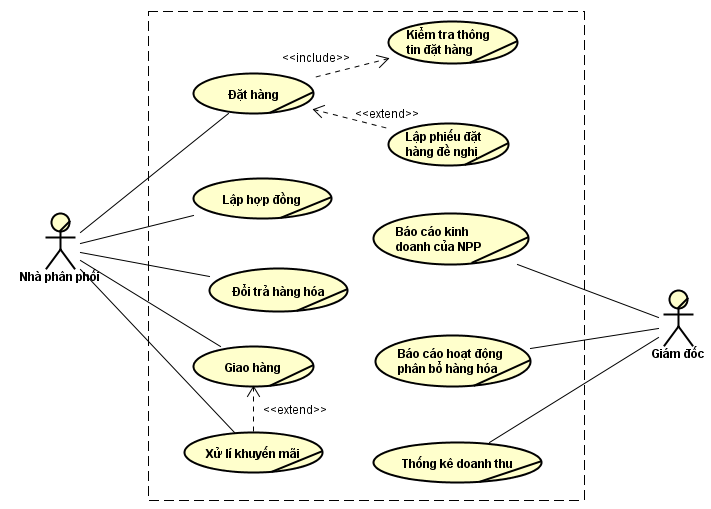 Kiểm tra thông
tin đặt hàng
<<include>>
Đặt hàng
<<extend>>
Lập phiếu đặt
hàng đề nghị
Lập hợp đồng
Báo cáo kinh
doanh của NPP
Nhà phân phối
Đổi trả hàng hóa
Giám đốc
Giao hàng
Báo cáo hoạt động
phân bổ hàng hóa
<<extend>>
Xử lí khuyến mãi
Thống kê doanh thu